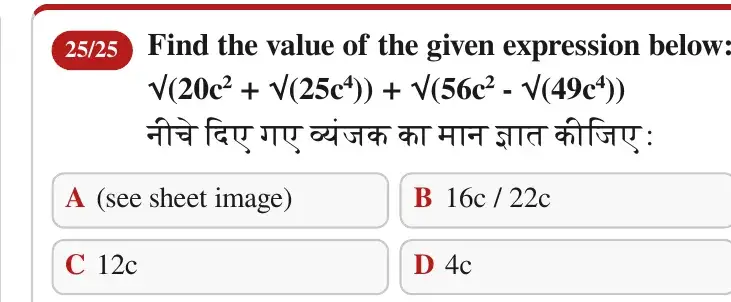 25/25 Find the value of the given expression below:
√(20c² + √(25c⁴)) + √(56c² - √(49c⁴))
नीचे दिए गए व्यंजक का मान ज्ञात कीजिए:
A (see sheet image)
B 16c / 22c
C 12c
D 4c